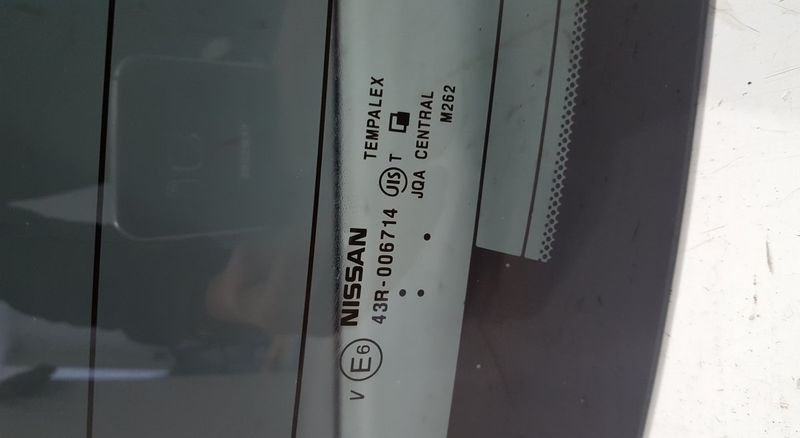 TEMPALEX
NISSAN JIS T
V E6 43R-006714 JQA CENTRAL
M262